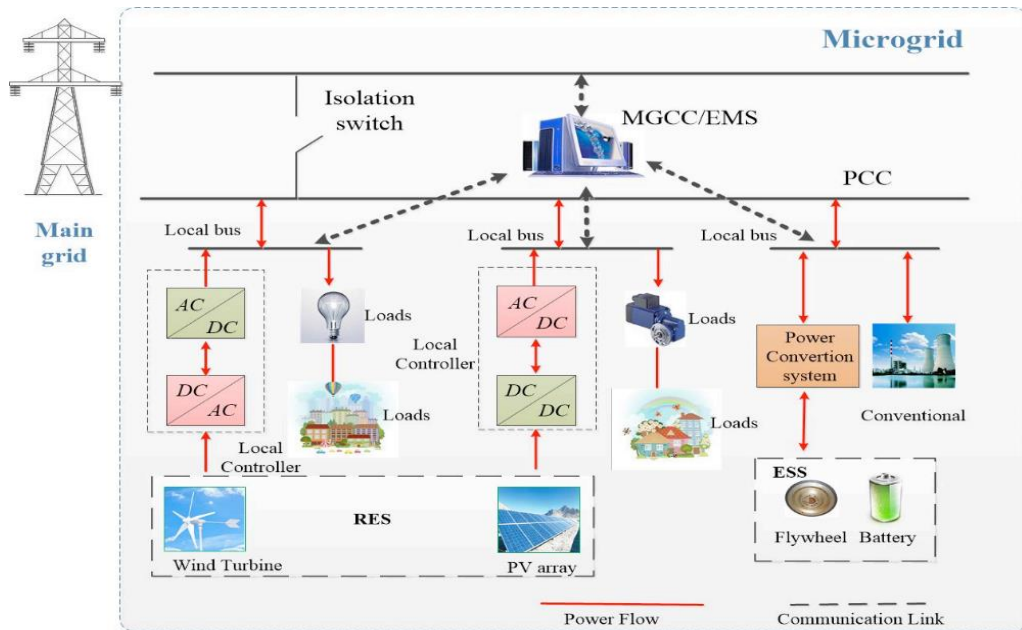 Microgrid
Isolation
switch
MGCC/EMS
PCC
Main
grid
Local bus
Local bus
Local bus
AC
DC
Loads
AC
DC
Loads
Local
Controller
Power
Convertion
system
DC
AC
Loads
DC
DC
Loads
Conventional
Local
Controller
RES
ESS
Wind Turbine
PV array
Flywheel
Battery
Power Flow
Communication Link